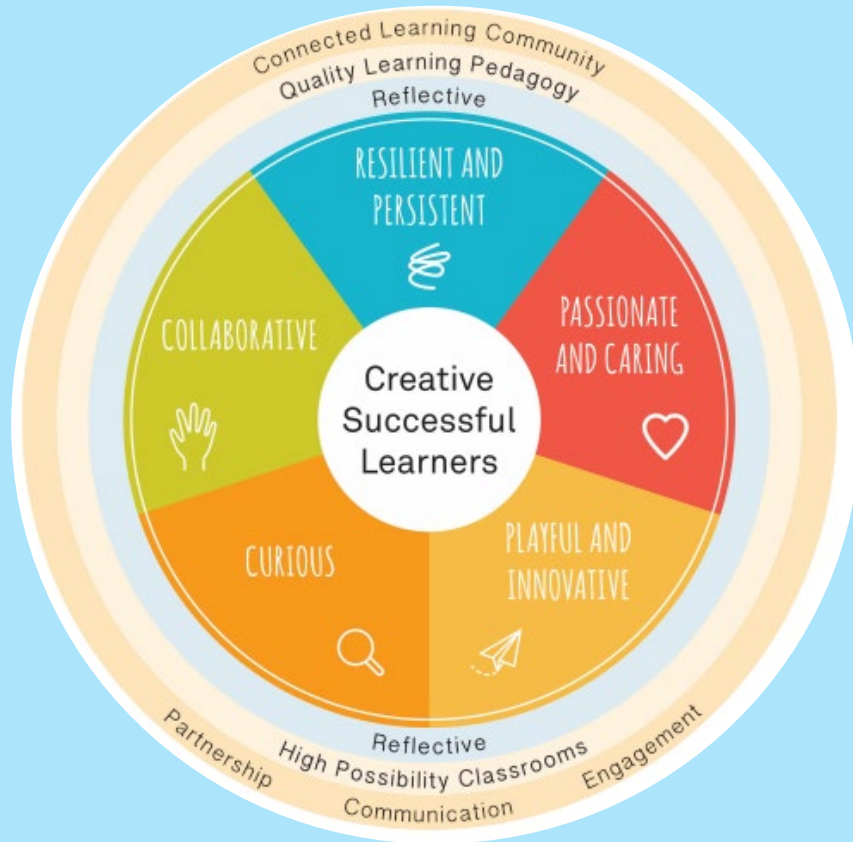 Connected Learning Community
Quality Learning Pedagogy
Reflective
RESILIENT AND
PERSISTENT
PASSIONATE
AND CARING
COLLABORATIVE
Creative
Successful
Learners
PLAYFUL AND
INNOVATIVE
CURIOUS
Reflective
High Possibility Classrooms
Partnership
Communication
Engagement